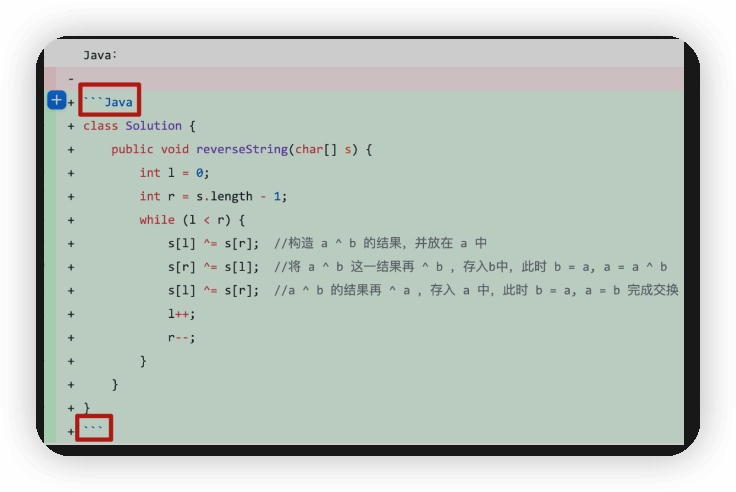 Java:
-
+ ```Java
+ class Solution {
+     public void reverseString(char[] s) {
+         int l = 0;
+         int r = s.length - 1;
+         while (l < r) {
+             s[l] ^= s[r];  //构造 a ^ b 的结果，并放在 a 中
+             s[r] ^= s[l];  //将 a ^ b 这一结果再 ^ b ，存入b中，此时 b = a, a = a ^ b
+             s[l] ^= s[r];  //a ^ b 的结果再 ^ a ，存入 a 中，此时 b = a, a = b 完成交换
+             l++;
+             r--;
+         }
+     }
+ }
+ ```